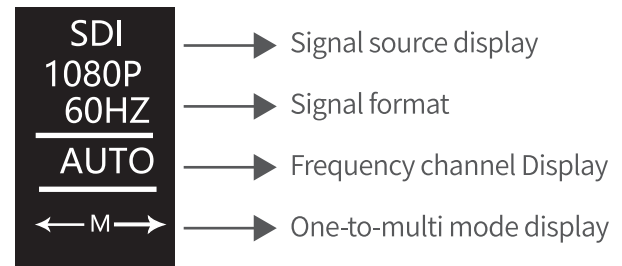 SDI
1080P
60HZ
AUTO
M
Signal source display
Signal format
Frequency channel Display
One-to-multi mode display